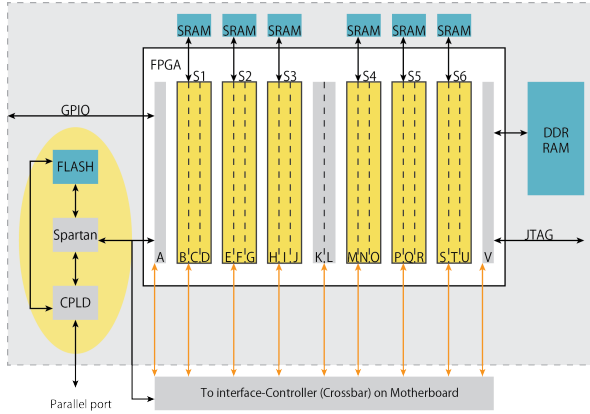 SRAM SRAM SRAM SRAM SRAM SRAM
FPGA
S1 S2 S3 S4 S5 S6
GPIO
DDR
RAM
FLASH
Spartan
JTAG
A B C D E F G H I J K L M N O P Q R S T U V
CPLD
To interface-Controller (Crossbar) on Motherboard
Parallel port